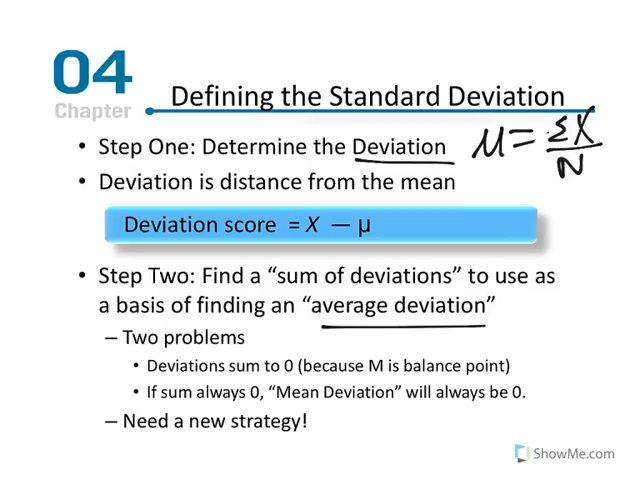 04
Chapter
Defining the Standard Deviation
• Step One: Determine the Deviation
μ = ΣX/N
• Deviation is distance from the mean
Deviation score = X — μ
• Step Two: Find a “sum of deviations” to use as
a basis of finding an “average deviation”
– Two problems
• Deviations sum to 0 (because M is balance point)
• If sum always 0, “Mean Deviation” will always be 0.
– Need a new strategy!
ShowMe.com